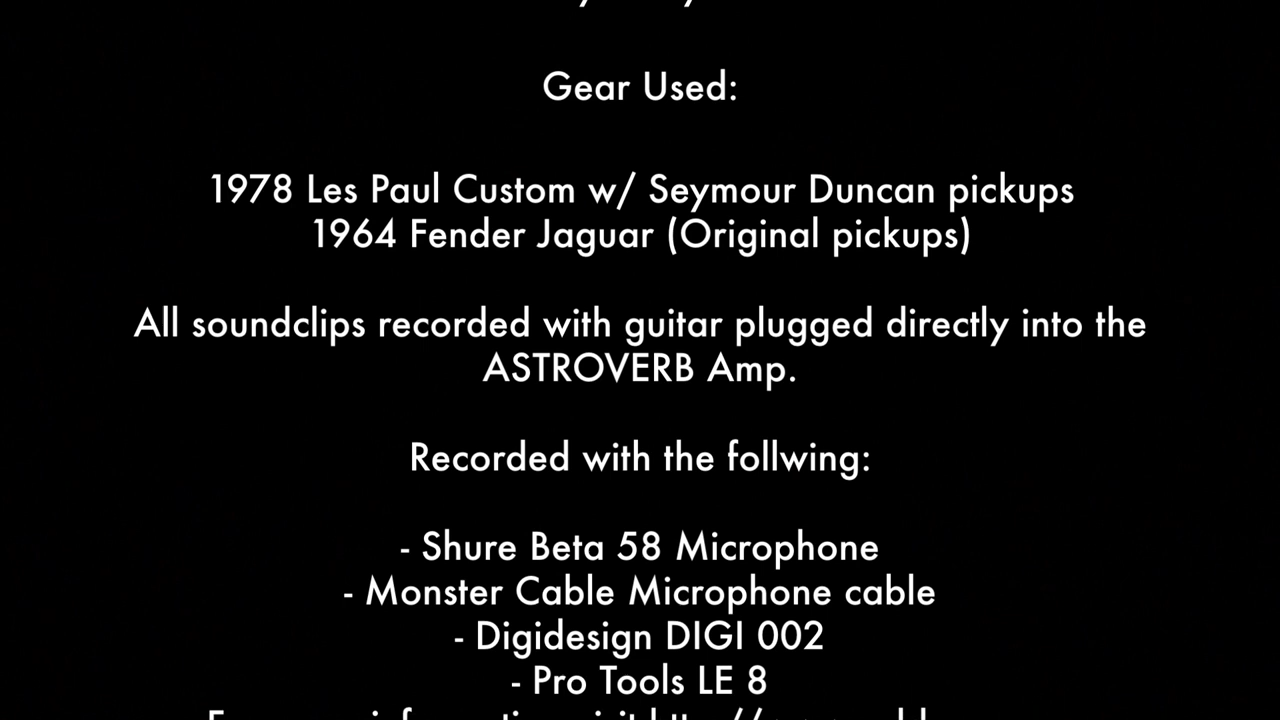 Gear Used:
1978 Les Paul Custom w/ Seymour Duncan pickups
1964 Fender Jaguar (Original pickups)
All soundclips recorded with guitar plugged directly into the
ASTROVERB Amp.
Recorded with the follwing:
- Shure Beta 58 Microphone
- Monster Cable Microphone cable
- Digidesign DIGI 002
- Pro Tools LE 8